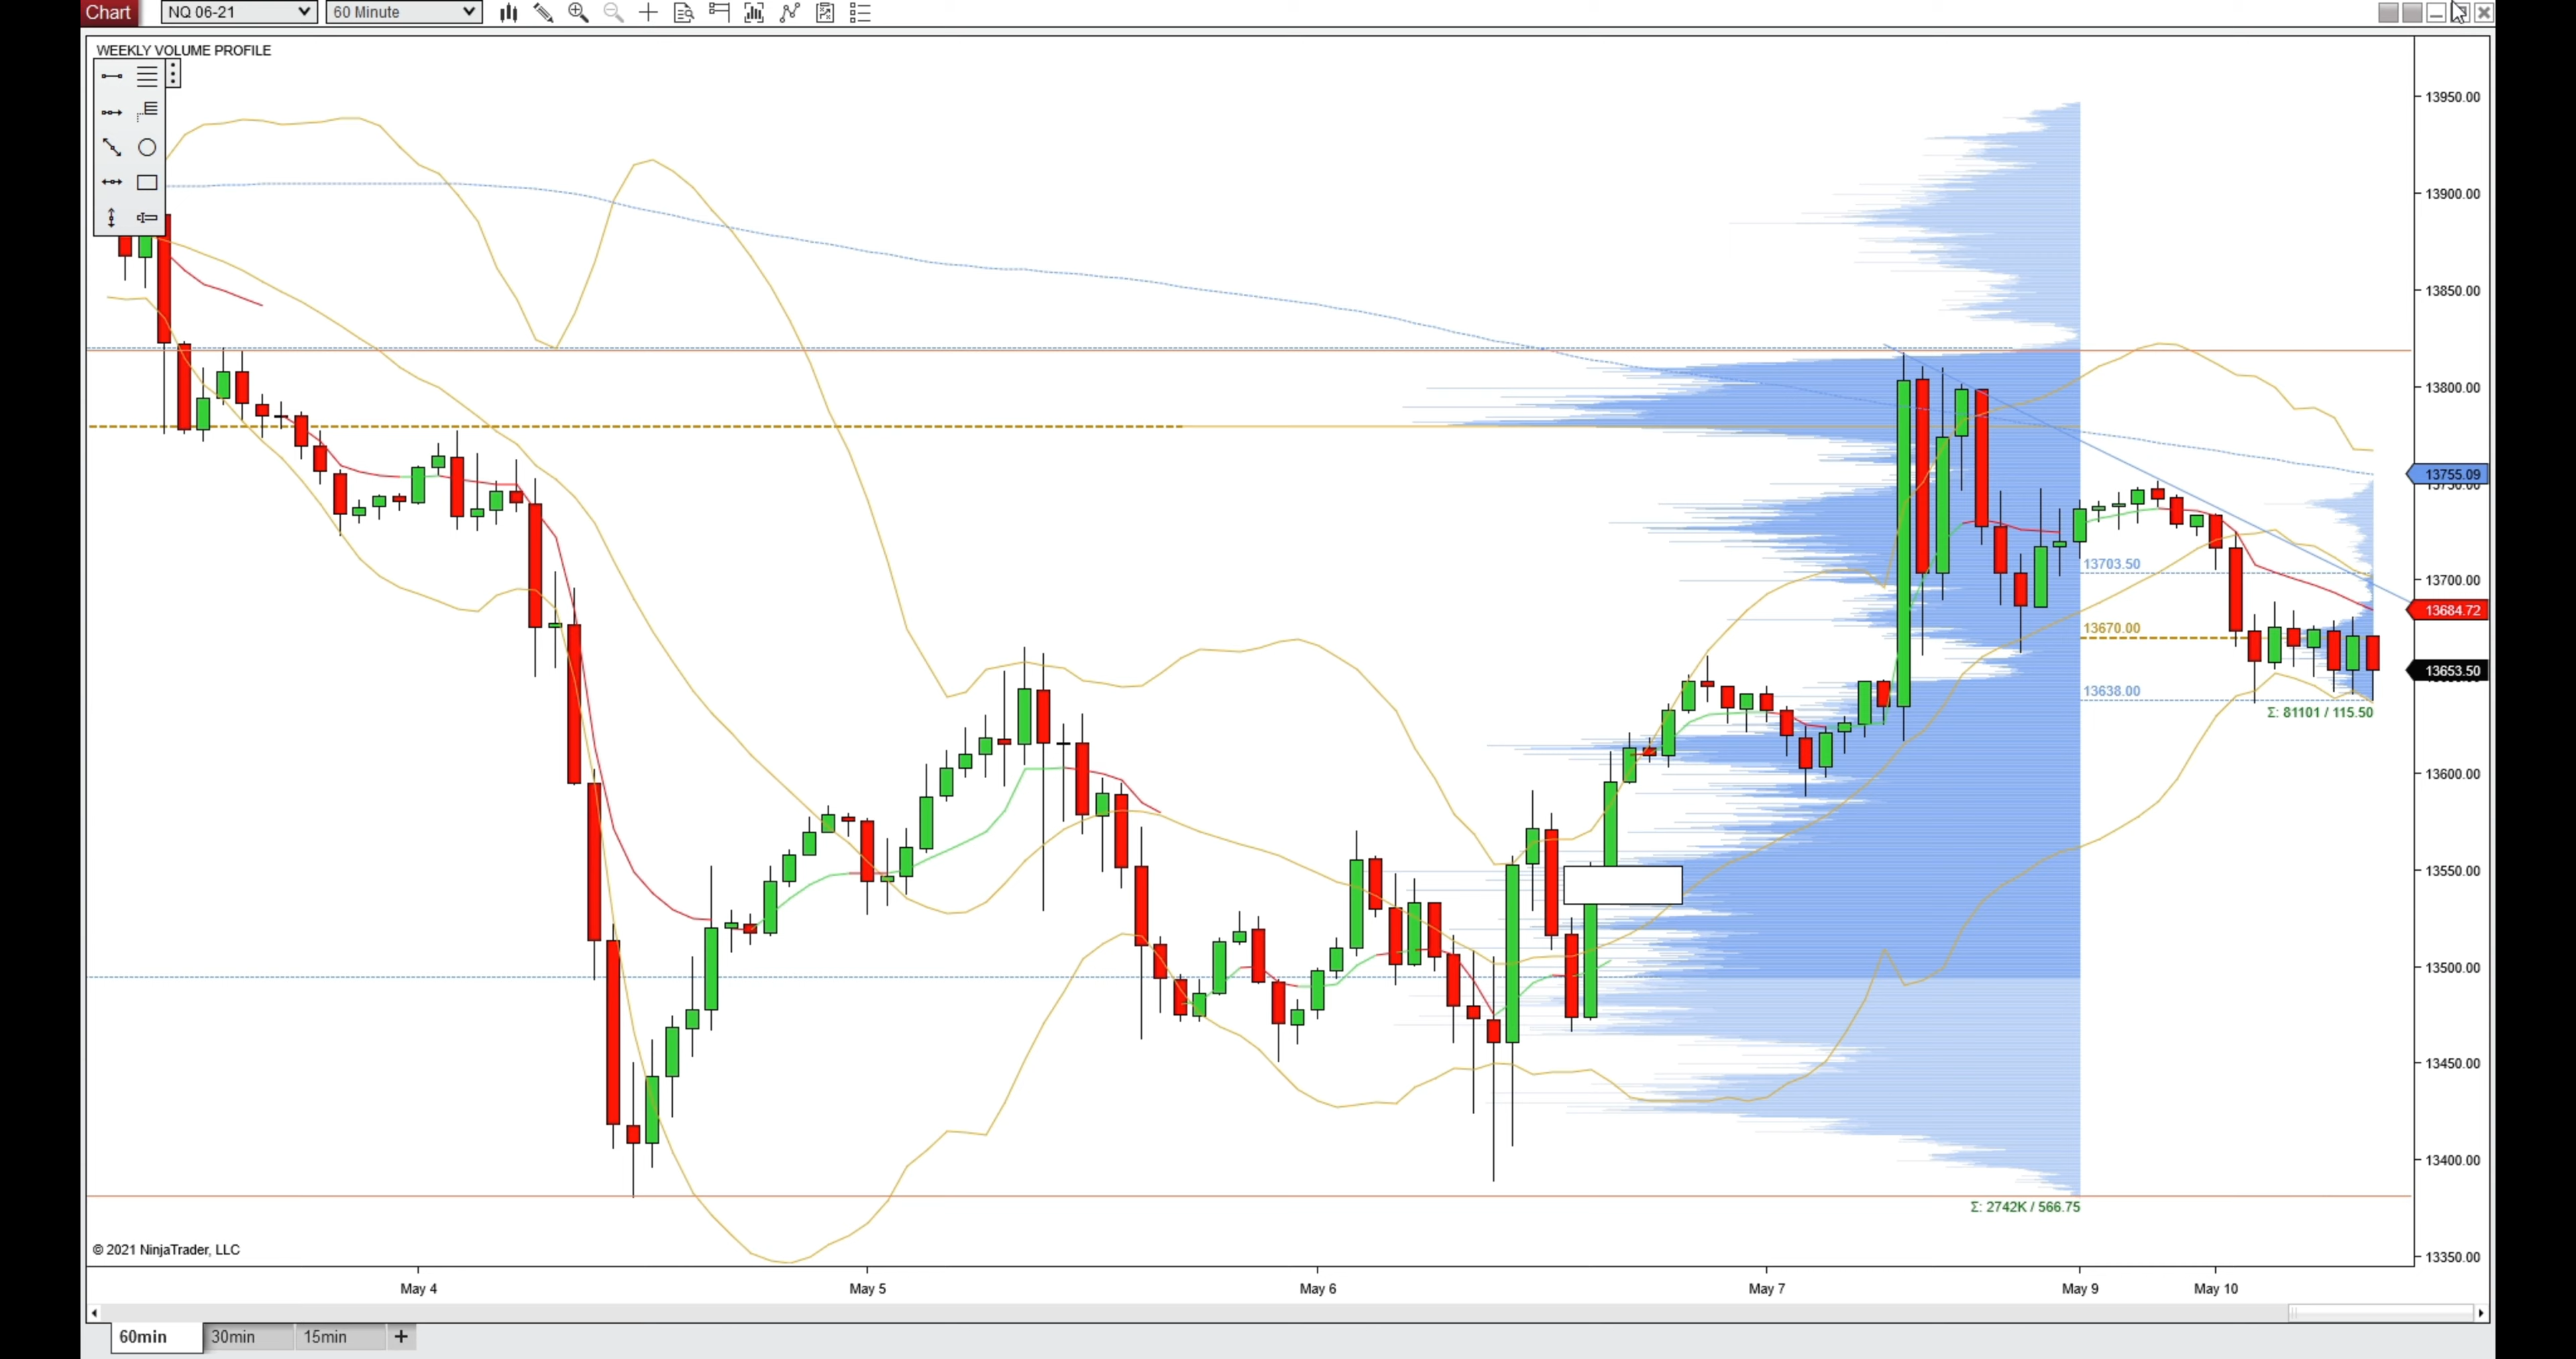 Chart NQ 06-21 60 Minute
WEEKLY VOLUME PROFILE
13950.00
13900.00
13850.00
13800.00
13755.09
13750.00
13703.50
13700.00
13684.72
13670.00
13653.50
13638.00
Σ: 81101 / 115.50
13600.00
13550.00
13500.00
13450.00
13400.00
Σ: 2742K / 566.75
© 2021 NinjaTrader, LLC
13350.00
May 4 May 5 May 6 May 7 May 9 May 10
60min 30min 15min +